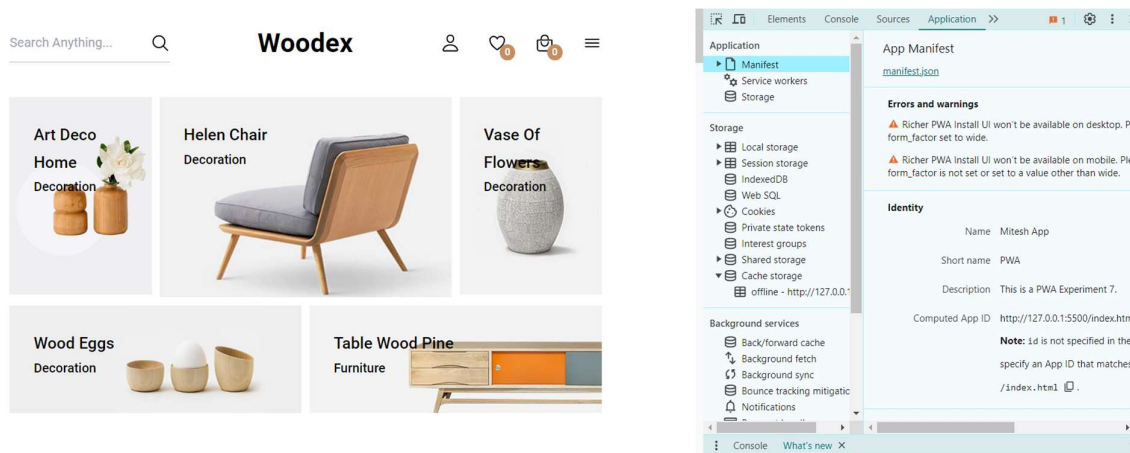 Search Anything...
Woodex
0
0
Art Deco
Home
Decoration
Helen Chair
Decoration
Vase Of
Flowers
Decoration
Wood Eggs
Decoration
Table Wood Pine
Furniture
Elements Console Sources Application 1
Application
Manifest
Service workers
Storage
Storage
Local storage
Session storage
IndexedDB
Web SQL
Cookies
Private state tokens
Interest groups
Shared storage
Cache storage
offline - http://127.0.0.1
Background services
Back/forward cache
Background fetch
Background sync
Bounce tracking mitigatic
Notifications
App Manifest
manifest.json
Errors and warnings
Richer PWA Install UI won't be available on desktop. P
form_factor set to wide.
Richer PWA Install UI won't be available on mobile. Ple
form_factor is not set or set to a value other than wide.
Identity
Name Mitesh App
Short name PWA
Description This is a PWA Experiment 7.
Computed App ID http://127.0.0.1:5500/index.htm
Note: id is not specified in the
specify an App ID that matches
/index.html .
Console What's new